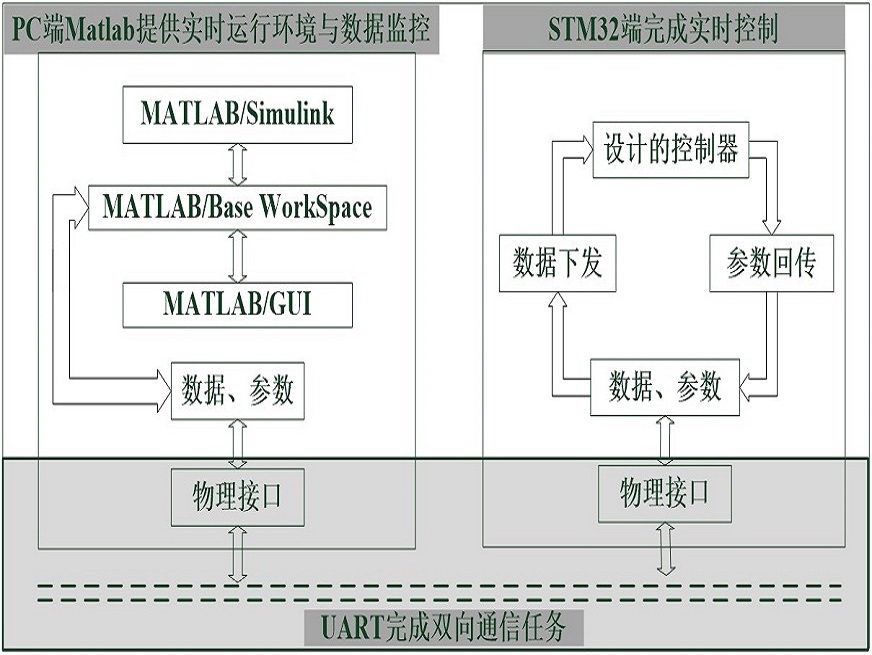 PC端Matlab提供实时运行环境与数据监控
MATLAB/Simulink
MATLAB/Base WorkSpace
MATLAB/GUI
数据、参数
物理接口
STM32端完成实时控制
设计的控制器
数据下发
参数回传
数据、参数
物理接口
UART完成双向通信任务